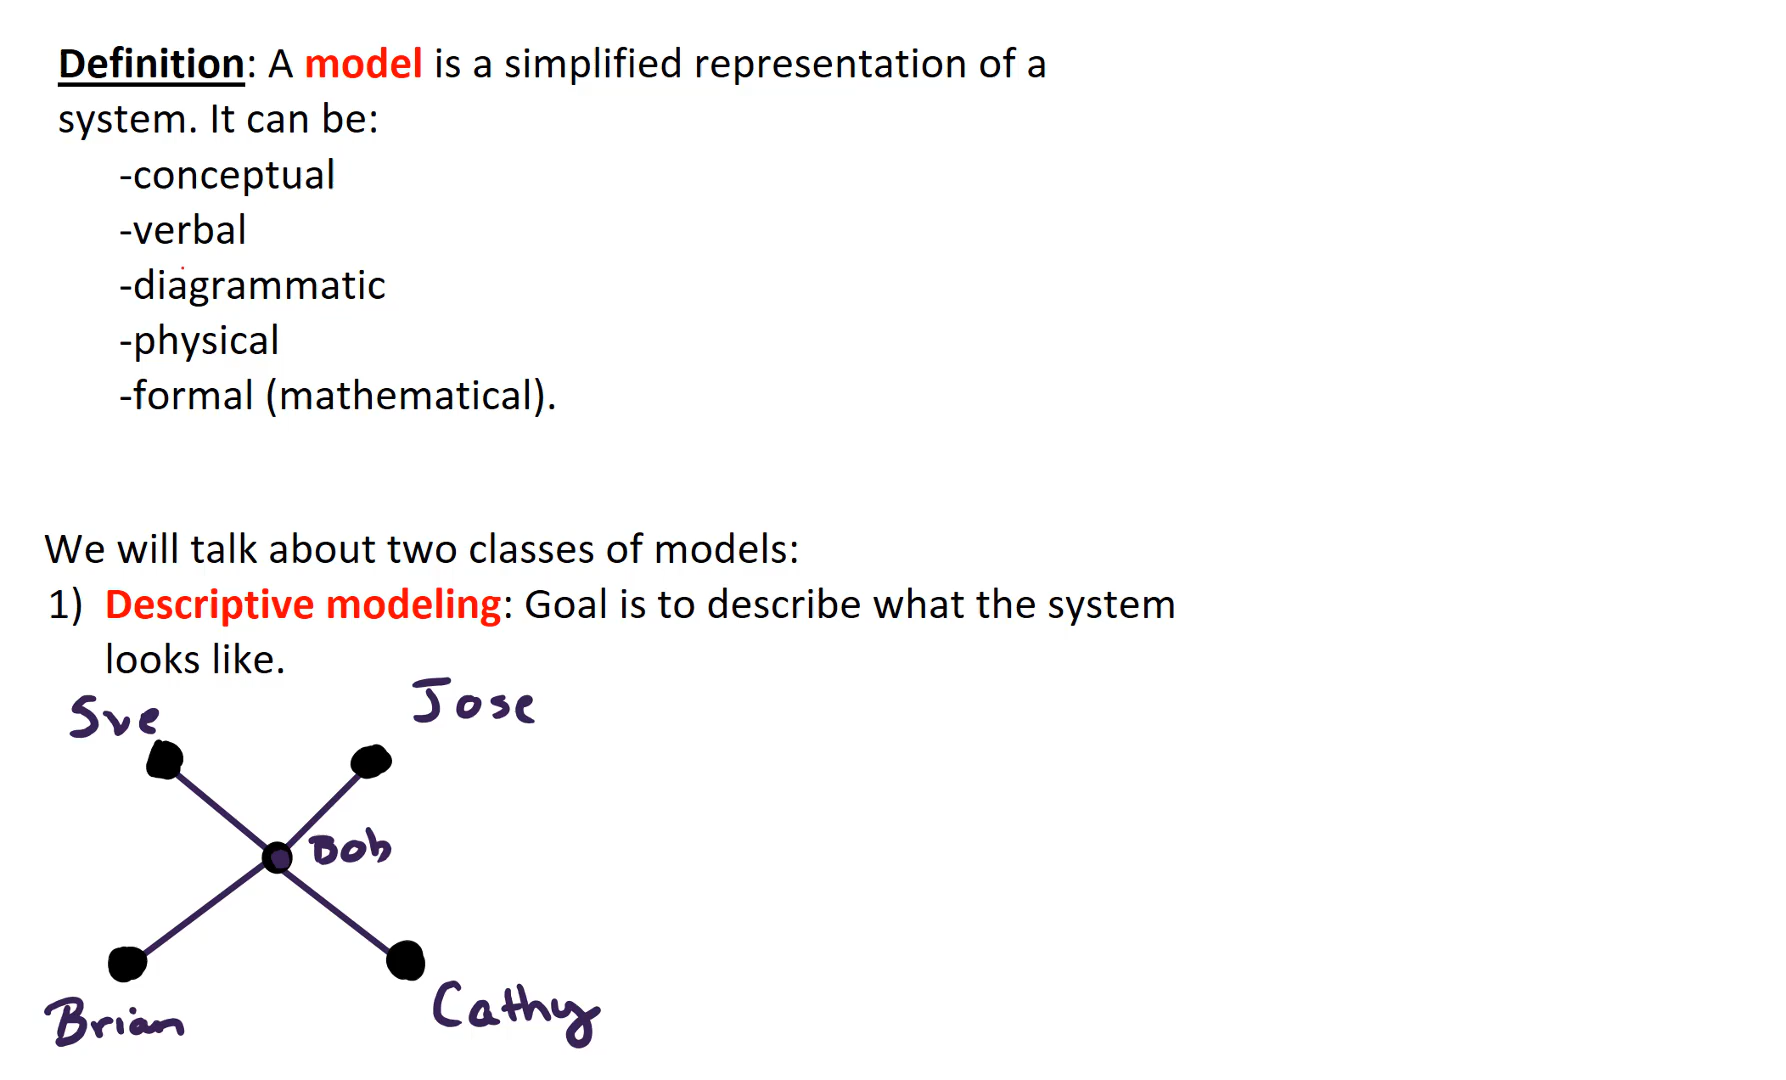 Definition: A model is a simplified representation of a
system. It can be:
-conceptual
-verbal
-diagrammatic
-physical
-formal (mathematical).
We will talk about two classes of models:
1) Descriptive modeling: Goal is to describe what the system
looks like.
Sue
Jose
Bob
Brian
Cathy